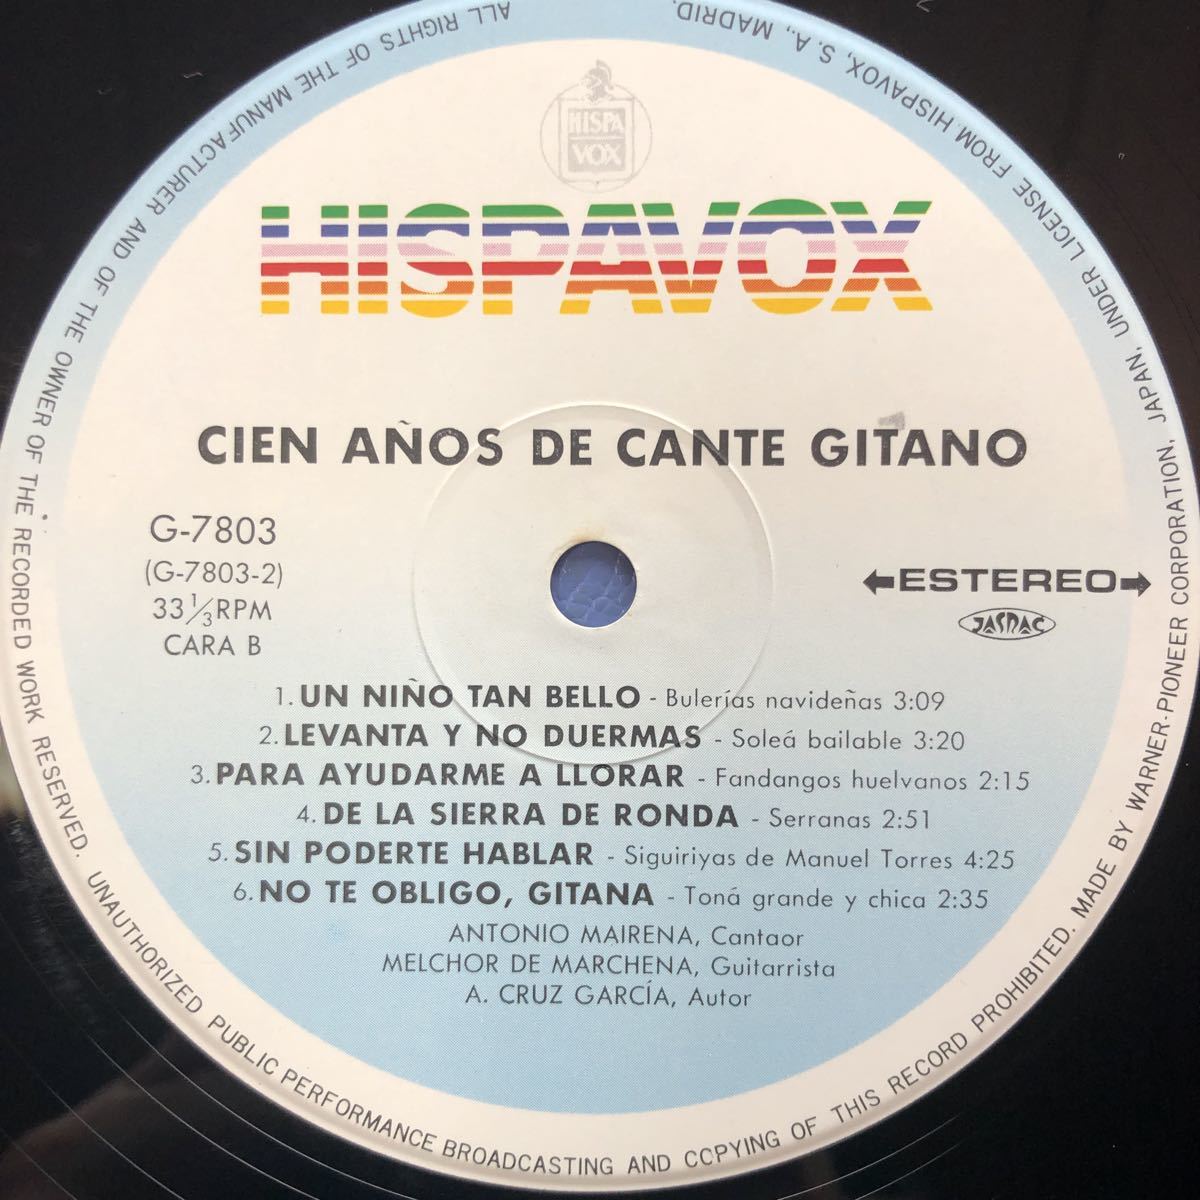 HISPA
VOX
HISPAVOX
CIEN AÑOS DE CANTE GITANO
G-7803
(G-7803-2)
33 1/3 RPM
CARA B
←ESTEREO→
JASRAC
1. UN NIÑO TAN BELLO - Bulerías navideñas 3:09
2. LEVANTA Y NO DUERMAS - Soleá bailable 3:20
3. PARA AYUDARME A LLORAR - Fandangos huelvanos 2:15
4. DE LA SIERRA DE RONDA - Serranas 2:51
5. SIN PODERTE HABLAR - Siguiriyas de Manuel Torres 4:25
6. NO TE OBLIGO, GITANA - Toná grande y chica 2:35
ANTONIO MAIRENA, Cantaor
MELCHOR DE MARCHENA, Guitarrista
A. CRUZ GARCÍA, Autor
ALL RIGHTS OF THE MANUFACTURER AND OF THE OWNER OF THE RECORDED WORK RESERVED. UNAUTHORIZED PUBLIC PERFORMANCE BROADCASTING AND CCPYING OF THIS RECORD PROHIBITED. MADE BY WARNER-PIONEER CORPORATION, JAPAN, UNDER LICENSE FROM HISPAVOX, S. A., MADRID.